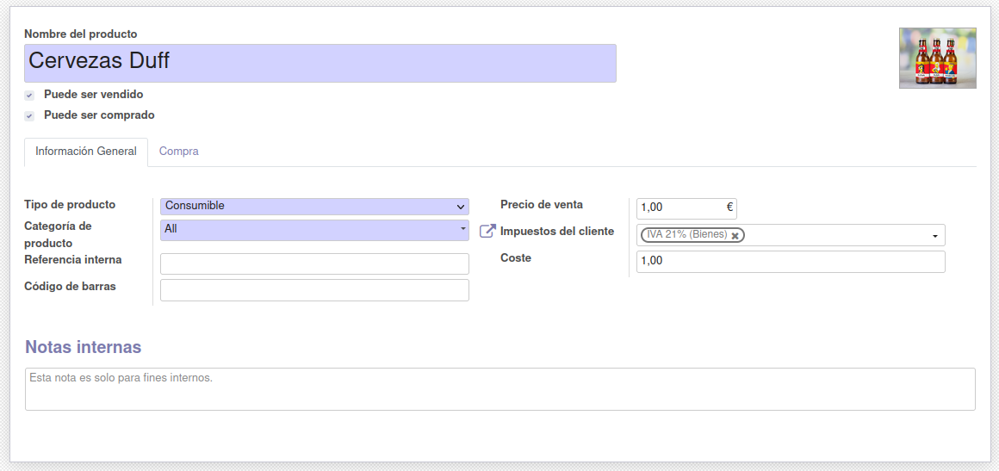 Nombre del producto
Cervezas Duff
Puede ser vendido
Puede ser comprado
Información General
Compra
Tipo de producto
Consumible
Categoría de
producto
All
Referencia interna
Código de barras
Precio de venta
1,00 €
Impuestos del cliente
IVA 21% (Bienes)
Coste
1,00
Notas internas
Esta nota es solo para fines internos.